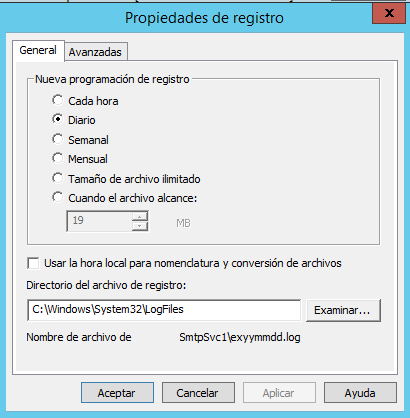 Propiedades de registro
x
General Avanzadas
Nueva programación de registro
Cada hora
Diario
Semanal
Mensual
Tamaño de archivo ilimitado
Cuando el archivo alcance:
19 MB
Usar la hora local para nomenclatura y conversión de archivos
Directorio del archivo de registro:
C:\Windows\System32\LogFiles Examinar...
Nombre de archivo de SmtpSvc1\exyymmdd.log
Aceptar Cancelar Aplicar Ayuda